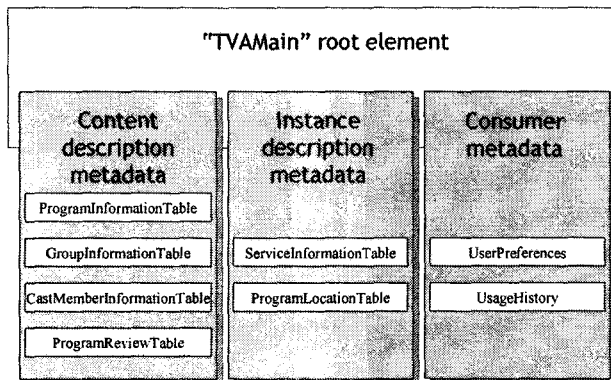 "TVAMain" root element
Content
description
metadata
ProgramInformationTable
GroupInformationTable
CastMemberInformationTable
ProgramReviewTable
Instance
description
metadata
ServiceInformationTable
ProgramLocationTable
Consumer
metadata
UserPreferences
UsageHistory